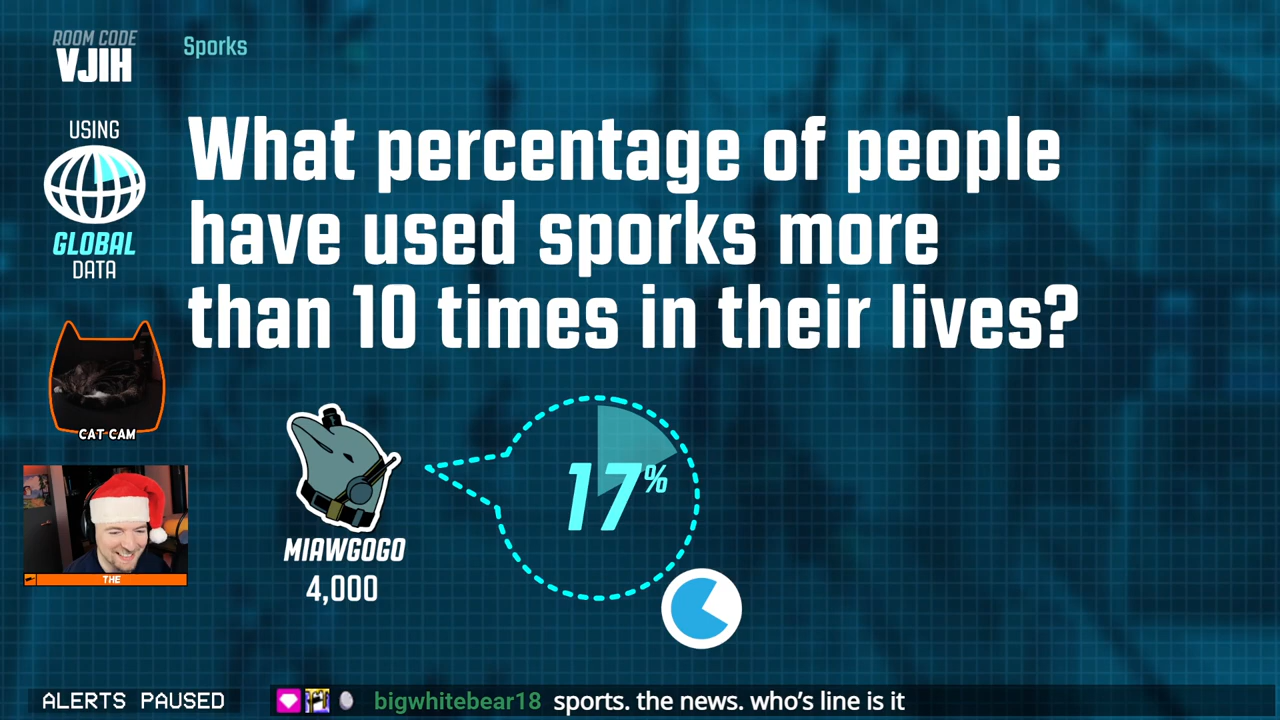 ROOM CODE
VJIH
Sporks
USING
GLOBAL
DATA
What percentage of people
have used sporks more
than 10 times in their lives?
CAT CAM
17%
MIAWGOGO
4,000
THE
ALERTS PAUSED
bigwhitebear18 sports. the news. who's line is it